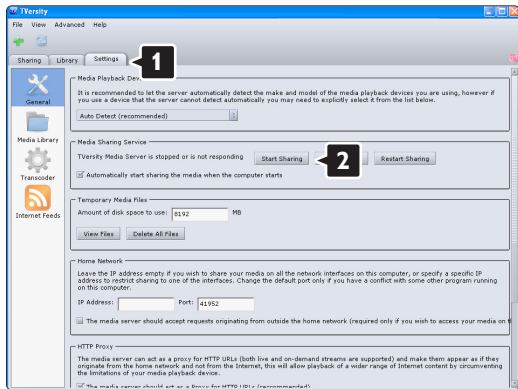 TVersity
File View Advanced Help
Sharing Library Settings
1
General
Media Library
Transcoder
Internet Feeds
It is recommended to let the server automatically detect the make and model of the media playback devices you are using, however if
you use a device that the server cannot detect automatically you may need to explicitly select it from the list below.
Media Playback
Auto Detect (recommended)
Media Sharing Service
TVersity Media Server is stopped or is not responding Start Sharing 2 Restart Sharing
Automatically start sharing the media when the computer starts
Temporary Media Files
Amount of disk space to use: 8192 MB
View Files Delete All Files
Home Network
Leave the IP address empty if you wish to share your media on all the network interfaces on this computer, or specify a specific IP
address to restrict sharing to one of the interfaces. Change the default port only if you have a conflict with some other program running
on this computer.
IP Address: Port: 41952
The media server should accept requests originating from outside the home network (required only if you wish to access your media on
HTTP Proxy
The media server can act as a proxy for HTTP URLs (both live and on-demand streams are supported) and make them appear as if they
originate from the home network and not from the Internet, this will allow playback of a wider range of Internet content by circumventing
the limitations of your media playback device.
The media server should act as a Proxy for HTTP URLs (recommended)